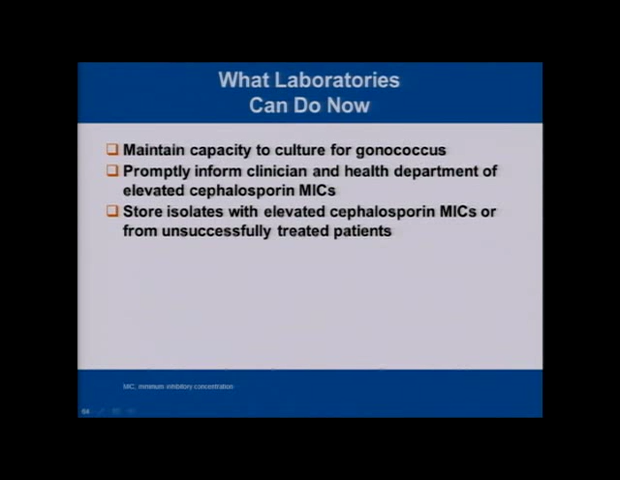 What Laboratories
Can Do Now
Maintain capacity to culture for gonococcus
Promptly inform clinician and health department of
elevated cephalosporin MICs
Store isolates with elevated cephalosporin MICs or
from unsuccessfully treated patients
MIC, minimum inhibitory concentration
64